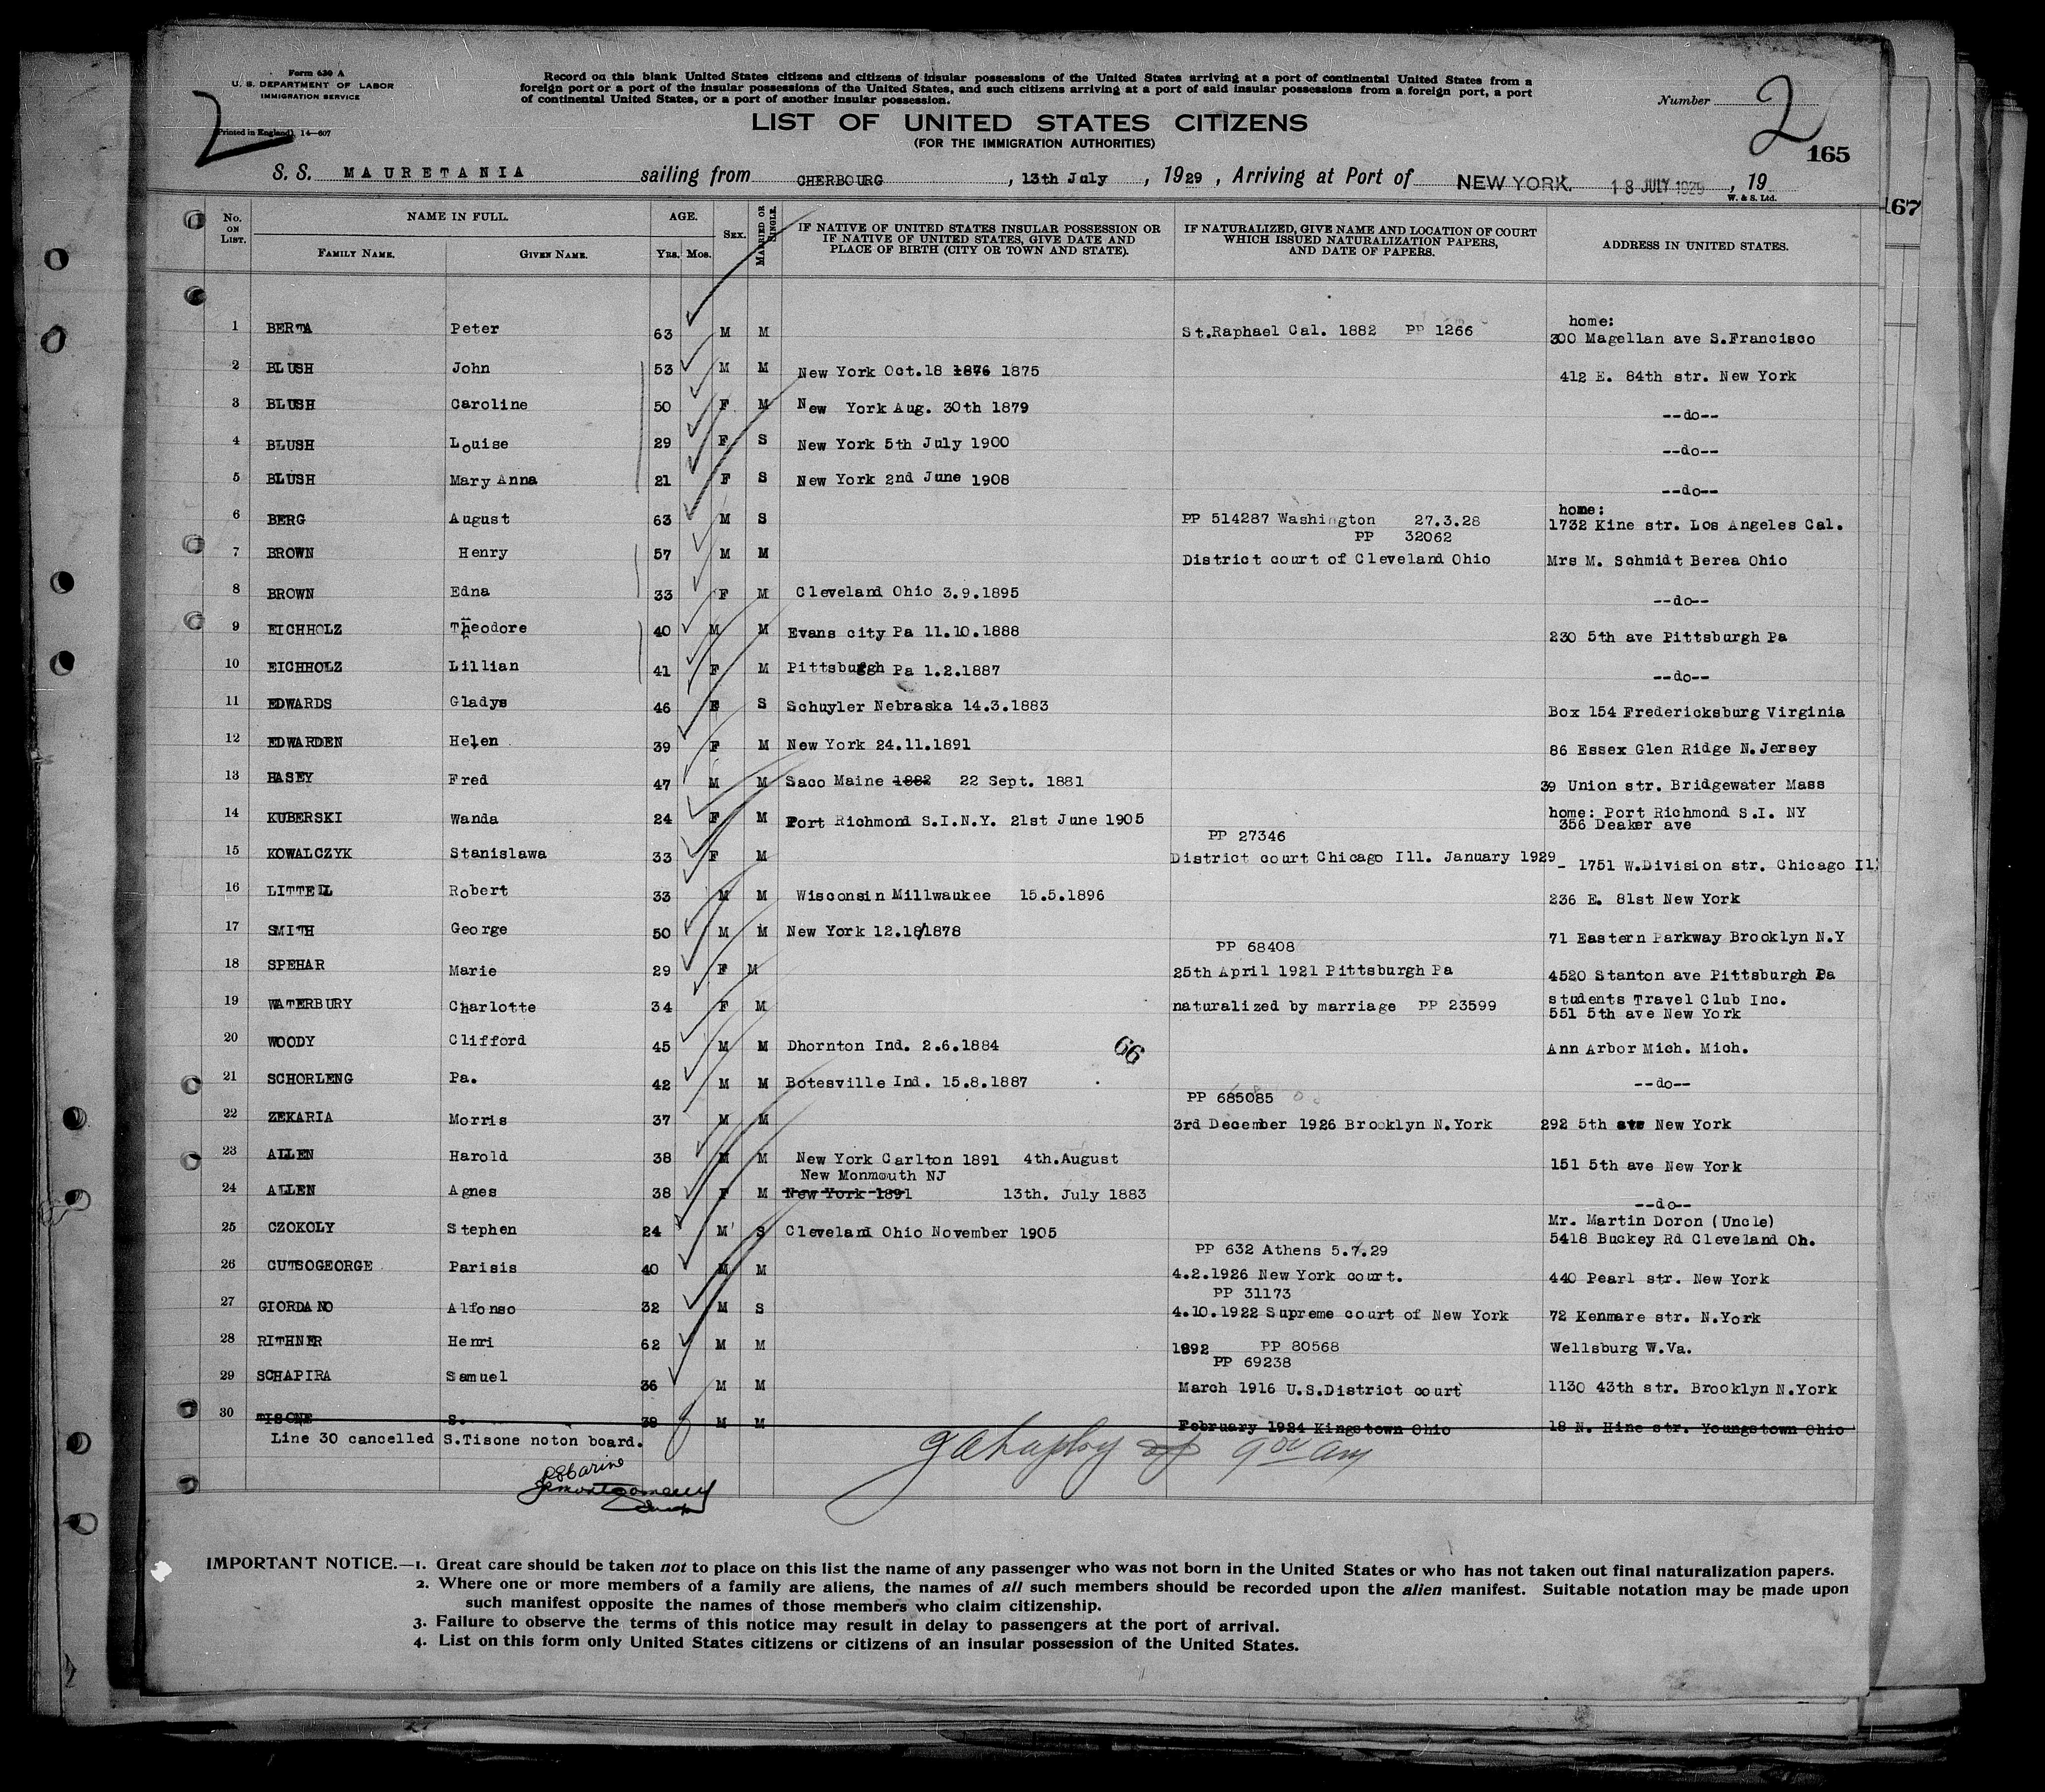 Form 630 A
U. S. DEPARTMENT OF LABOR
IMMIGRATION SERVICE
(Printed in England), 14—607
2
Record on this blank United States citizens and citizens of insular possessions of the United States arriving at a port of continental United States from a
foreign port or a port of the insular possessions of the United States, and such citizens arriving at a port of said insular possessions from a foreign port, a port
of continental United States, or a port of another insular possession.
Number 2
LIST OF UNITED STATES CITIZENS
(FOR THE IMMIGRATION AUTHORITIES)
165
167
S. S. MAURETANIA sailing from CHERBOURG, 13th July, 1929, Arriving at Port of NEW YORK. 18 JULY 1929, 19
W. & S. Ltd.
No. ON LIST. NAME IN FULL. FAMILY NAME. GIVEN NAME. AGE. YRS. MOS. SEX. MARRIED OR SINGLE. IF NATIVE OF UNITED STATES INSULAR POSSESSION OR IF NATIVE OF UNITED STATES, GIVE DATE AND PLACE OF BIRTH (CITY OR TOWN AND STATE). IF NATURALIZED, GIVE NAME AND LOCATION OF COURT WHICH ISSUED NATURALIZATION PAPERS, AND DATE OF PAPERS. ADDRESS IN UNITED STATES.
home:
1 BERTA Peter 63 M M St.Raphael Cal. 1882 PP 1266 300 Magellan ave S.Francisco
2 BLUSH John 53 M M New York Oct.18 1876 1875 412 E. 84th str. New York
3 BLUSH Caroline 50 F M New York Aug. 30th 1879 --do--
4 BLUSH Louise 29 F S New York 5th July 1900 --do--
5 BLUSH Mary Anna 21 F S New York 2nd June 1908 --do--
home:
6 BERG August 63 M S PP 514287 Washington 27.3.28 1732 Kine str. Los Angeles Cal.
PP 32062
7 BROWN Henry 57 M M District court of Cleveland Ohio Mrs M. Schmidt Berea Ohio
8 BROWN Edna 33 F M Cleveland Ohio 3.9.1895 --do--
9 EICHHOLZ Theodore 40 M M Evans city Pa 11.10.1888 230 5th ave Pittsburgh Pa
10 EICHHOLZ Lillian 41 F M Pittsburgh Pa 1.2.1887 --do--
11 EDWARDS Gladys 46 F S Schuyler Nebraska 14.3.1883 Box 154 Fredericksburg Virginia
12 EDWARDEN Helen 39 F M New York 24.11.1891 86 Essex Glen Ridge N.Jersey
13 HASEY Fred 47 M M Saco Maine 1882 22 Sept. 1881 39 Union str. Bridgewater Mass
14 KUBERSKI Wanda 24 F M Port Richmond S.I.N.Y. 21st June 1905 home: Port Richmond S.I. NY
356 Deaker ave
PP 27346
15 KOWALCZYK Stanislawa 33 F M District court Chicago Ill. January 1929 - 1751 W.Division str. Chicago Il
16 LITTELL Robert 33 M M Wisconsin Millwaukee 15.5.1896 236 E. 81st New York
17 SMITH George 50 M M New York 12.18/1878 71 Eastern Parkway Brooklyn N.Y
PP 68408
18 SPEHAR Marie 29 F M 25th April 1921 Pittsburgh Pa 4520 Stanton ave Pittsburgh Pa
19 WATERBURY Charlotte 34 F M naturalized by marriage PP 23599 students Travel Club Inc.
551 5th ave New York
20 WOODY Clifford 45 M M Dhornton Ind. 2.6.1884 66 Ann Arbor Mich. Mich.
21 SCHORLENG Pa. 42 M M Botesville Ind. 15.8.1887 --do--
PP 685085
22 ZEKARIA Morris 37 M M 3rd December 1926 Brooklyn N.York 292 5th ave New York
23 ALLEN Harold 38 M M New York Carlton 1891 4th.August 151 5th ave New York
New Monmouth NJ
24 ALLEN Agnes 38 F M New York 1891 13th. July 1883 --do--
Mr. Martin Doron (Uncle)
25 CZOKOLY Stephen 24 M S Cleveland Ohio November 1905 5418 Buckey Rd Cleveland Oh.
PP 632 Athens 5.7.29
26 CUTSOGEORGE Parisis 40 M M 4.2.1926 New York court. 440 Pearl str. New York
PP 31173
27 GIORDANO Alfonso 32 M S 4.10.1922 Supreme court of New York 72 Kenmare str. N.York
28 RITHNER Henri 62 M M 1892 PP 80568 Wellsburg W.Va.
PP 69238
29 SCHAPIRA Samuel 36 M M March 1916 U.S.District court 1130 43th str. Brooklyn N.York
30 TISONE S. 38 M M February 1924 Kingstown Ohio 18 N. Hine str. Youngstown Ohio
Line 30 cancelled S.Tisone noton board.
IMPORTANT NOTICE.—1. Great care should be taken not to place on this list the name of any passenger who was not born in the United States or who has not taken out final naturalization papers.
2. Where one or more members of a family are aliens, the names of all such members should be recorded upon the alien manifest. Suitable notation may be made upon
such manifest opposite the names of those members who claim citizenship.
3. Failure to observe the terms of this notice may result in delay to passengers at the port of arrival.
4. List on this form only United States citizens or citizens of an insular possession of the United States.